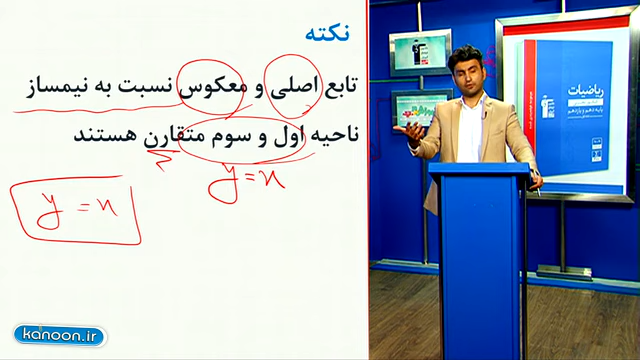 نکته
تابع اصلی و معکوس نسبت به نیمساز
ناحیه اول و سوم متقارن هستند
y = x
y = x
kanoon.ir
ریاضیات